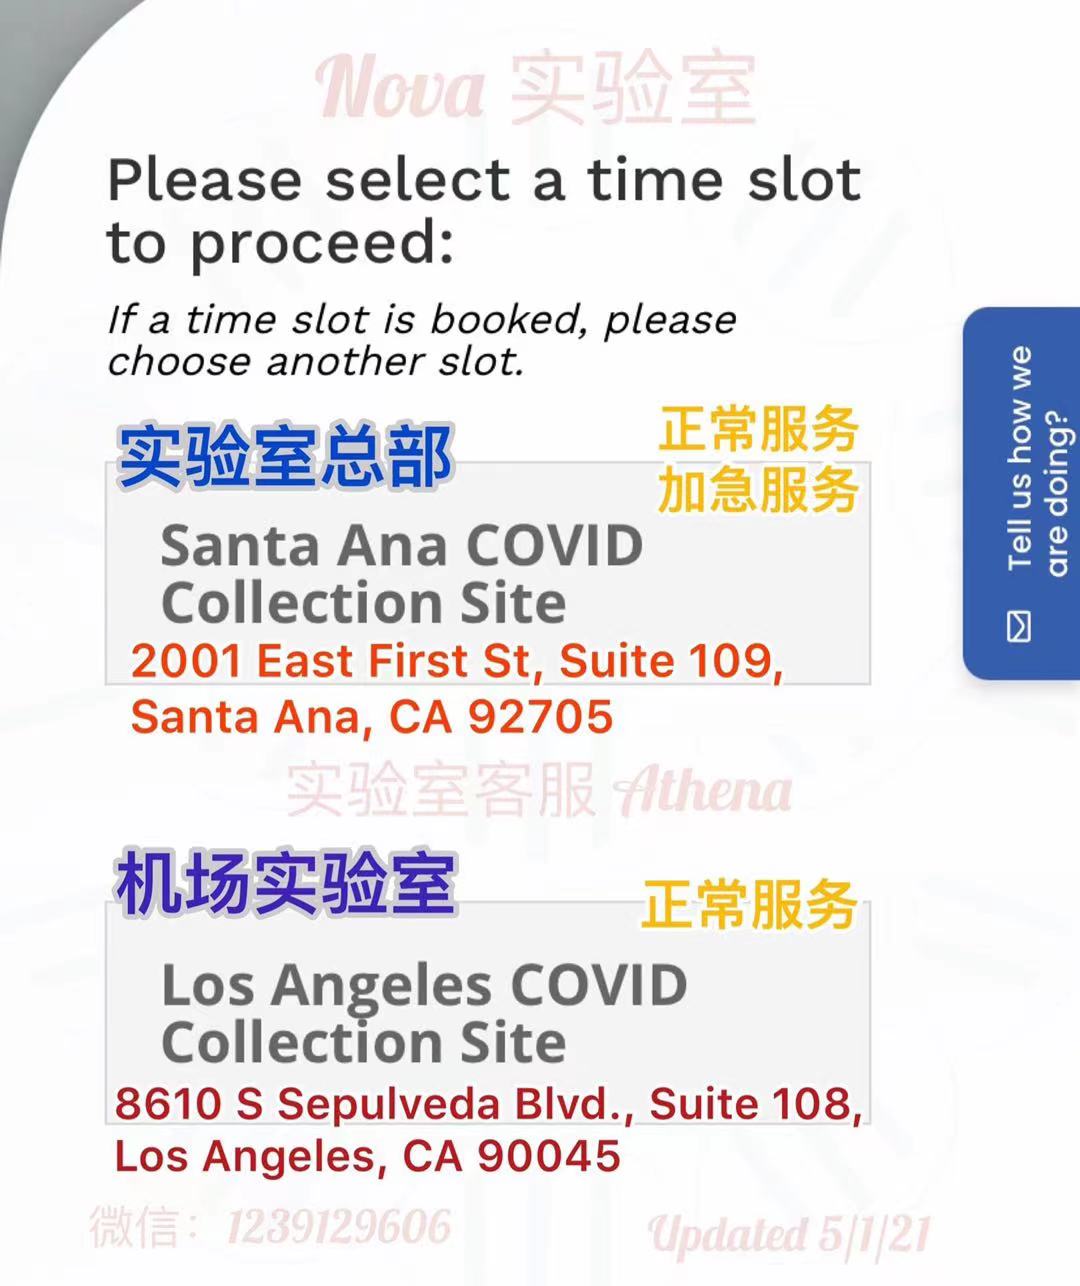 Nova 实验室
Please select a time slot
to proceed:
If a time slot is booked, please
choose another slot.
实验室总部
正常服务
加急服务
Santa Ana COVID
Collection Site
2001 East First St, Suite 109,
Santa Ana, CA 92705
实验室客服 Athena
机场实验室
正常服务
Los Angeles COVID
Collection Site
8610 S Sepulveda Blvd., Suite 108,
Los Angeles, CA 90045
微信：1239129606
Updated 5/1/21
Tell us how we
are doing?